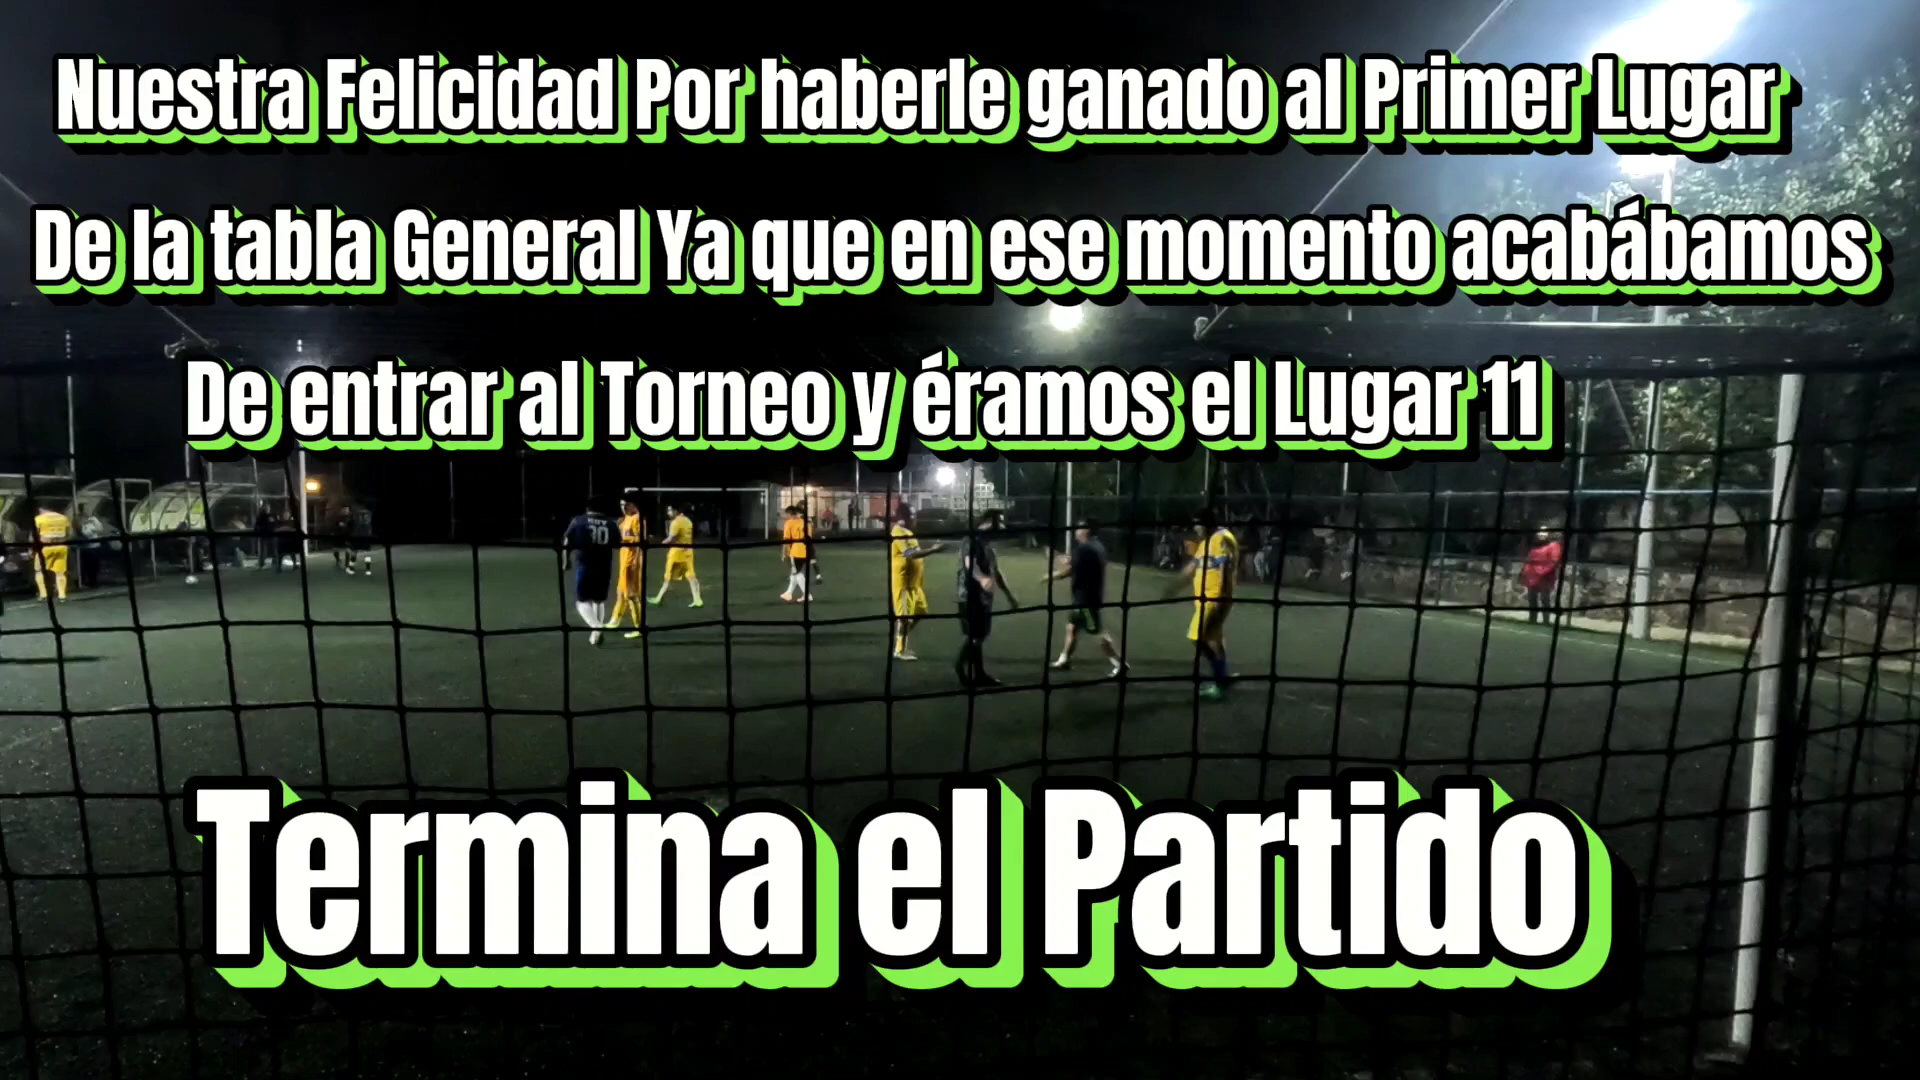 Nuestra Felicidad Por haberle ganado al Primer Lugar
De la tabla General Ya que en ese momento acabábamos
De entrar al Torneo y éramos el Lugar 11
30
Termina el Partido